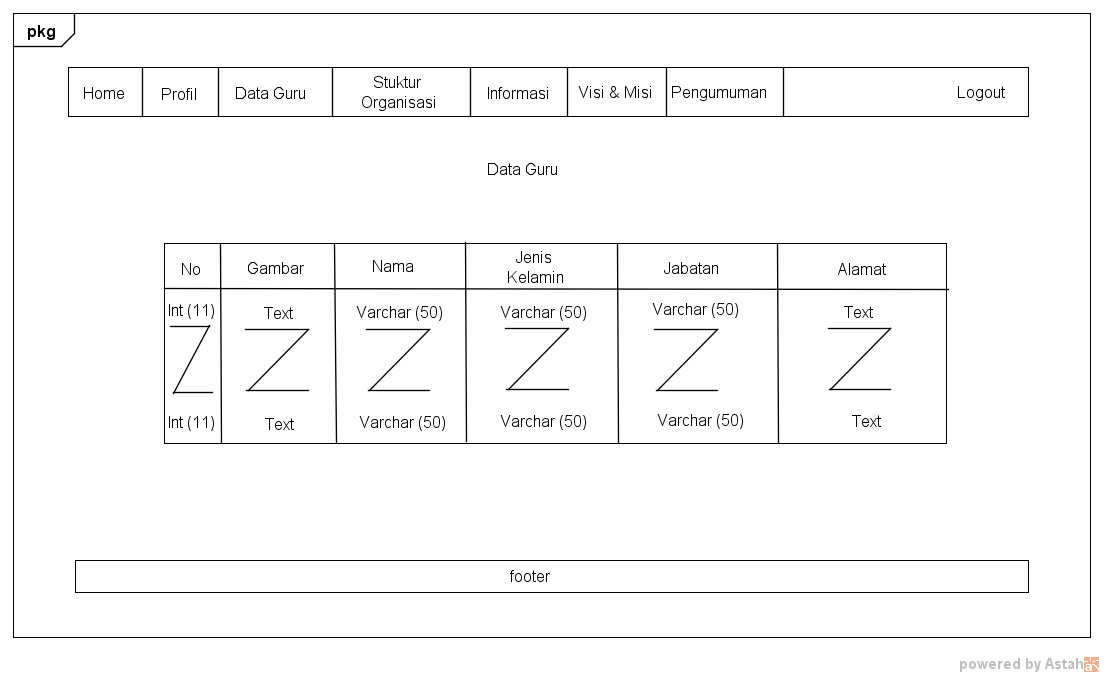 pkg
Home Profil Data Guru Stuktur Organisasi Informasi Visi & Misi Pengumuman Logout
Data Guru
No Gambar Nama Jenis Kelamin Jabatan Alamat
Int (11) Text Varchar (50) Varchar (50) Varchar (50) Text
Int (11) Text Varchar (50) Varchar (50) Varchar (50) Text
footer
powered by Astah